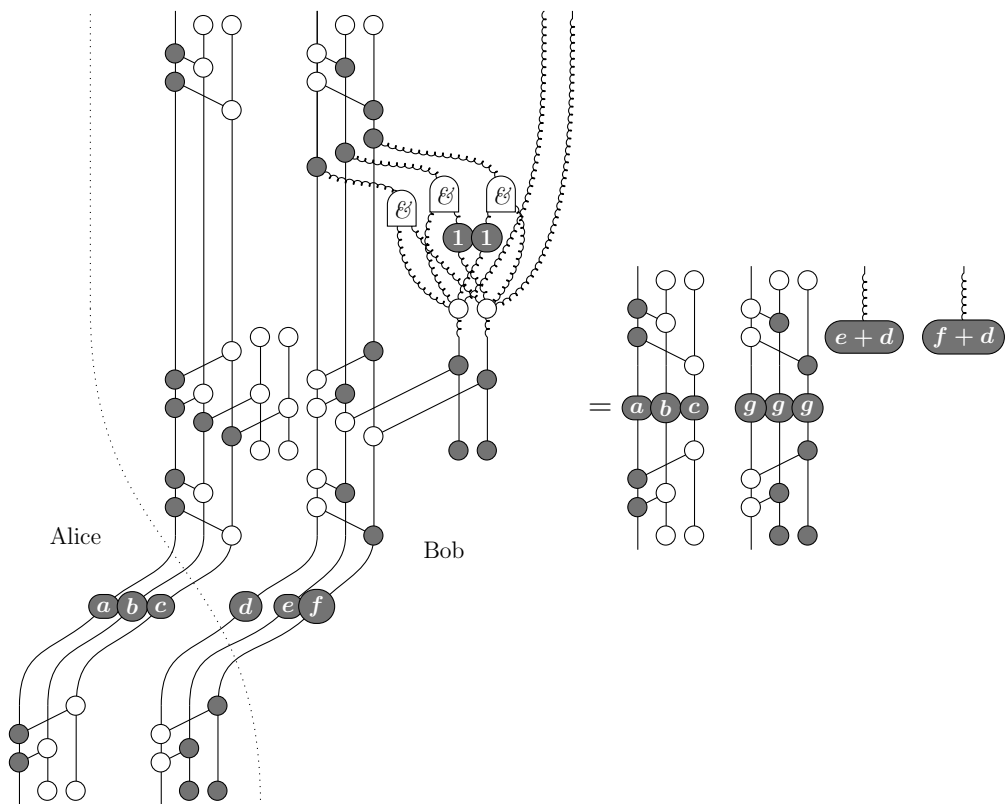 & & &
1 1
e + d f + d
= a b c g g g
Alice Bob
a b c d e f